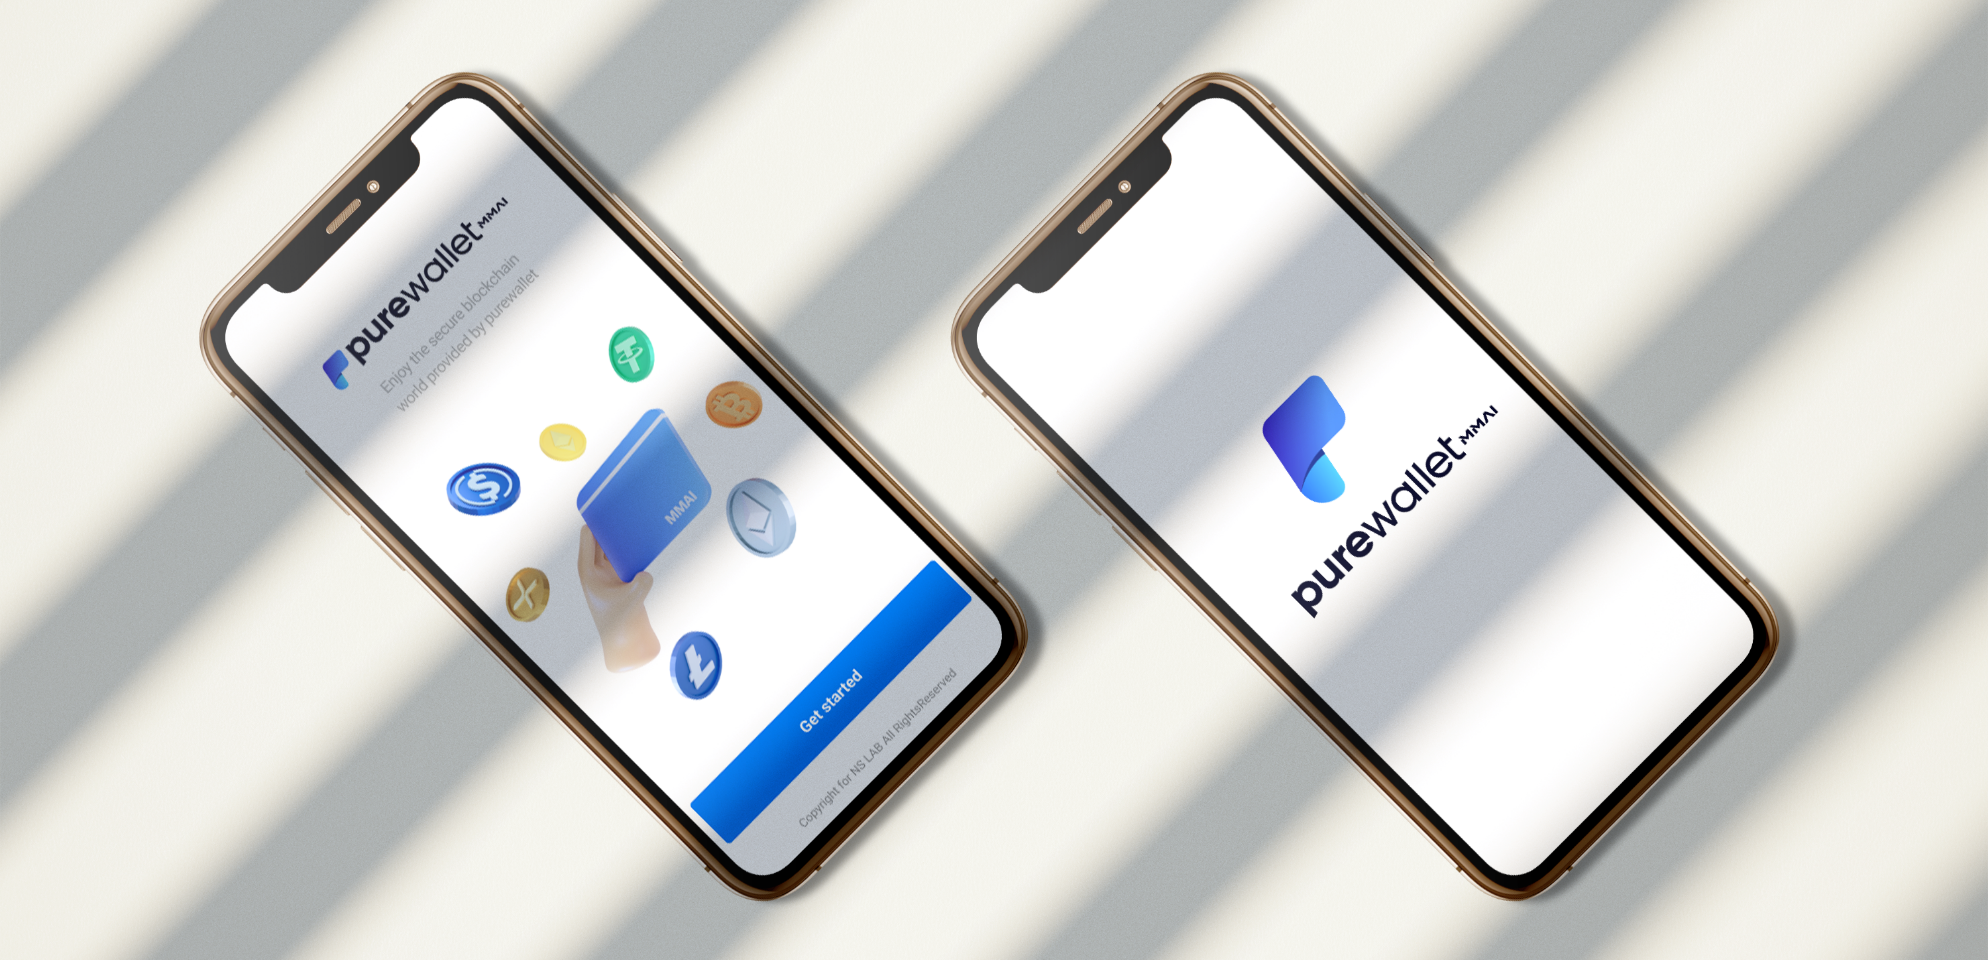 purewallet MMAI
Enjoy the secure blockchain
world provided by purewallet
MMAI
Get started
Copyright for NS LAB All RightsReserved
purewallet MMAI